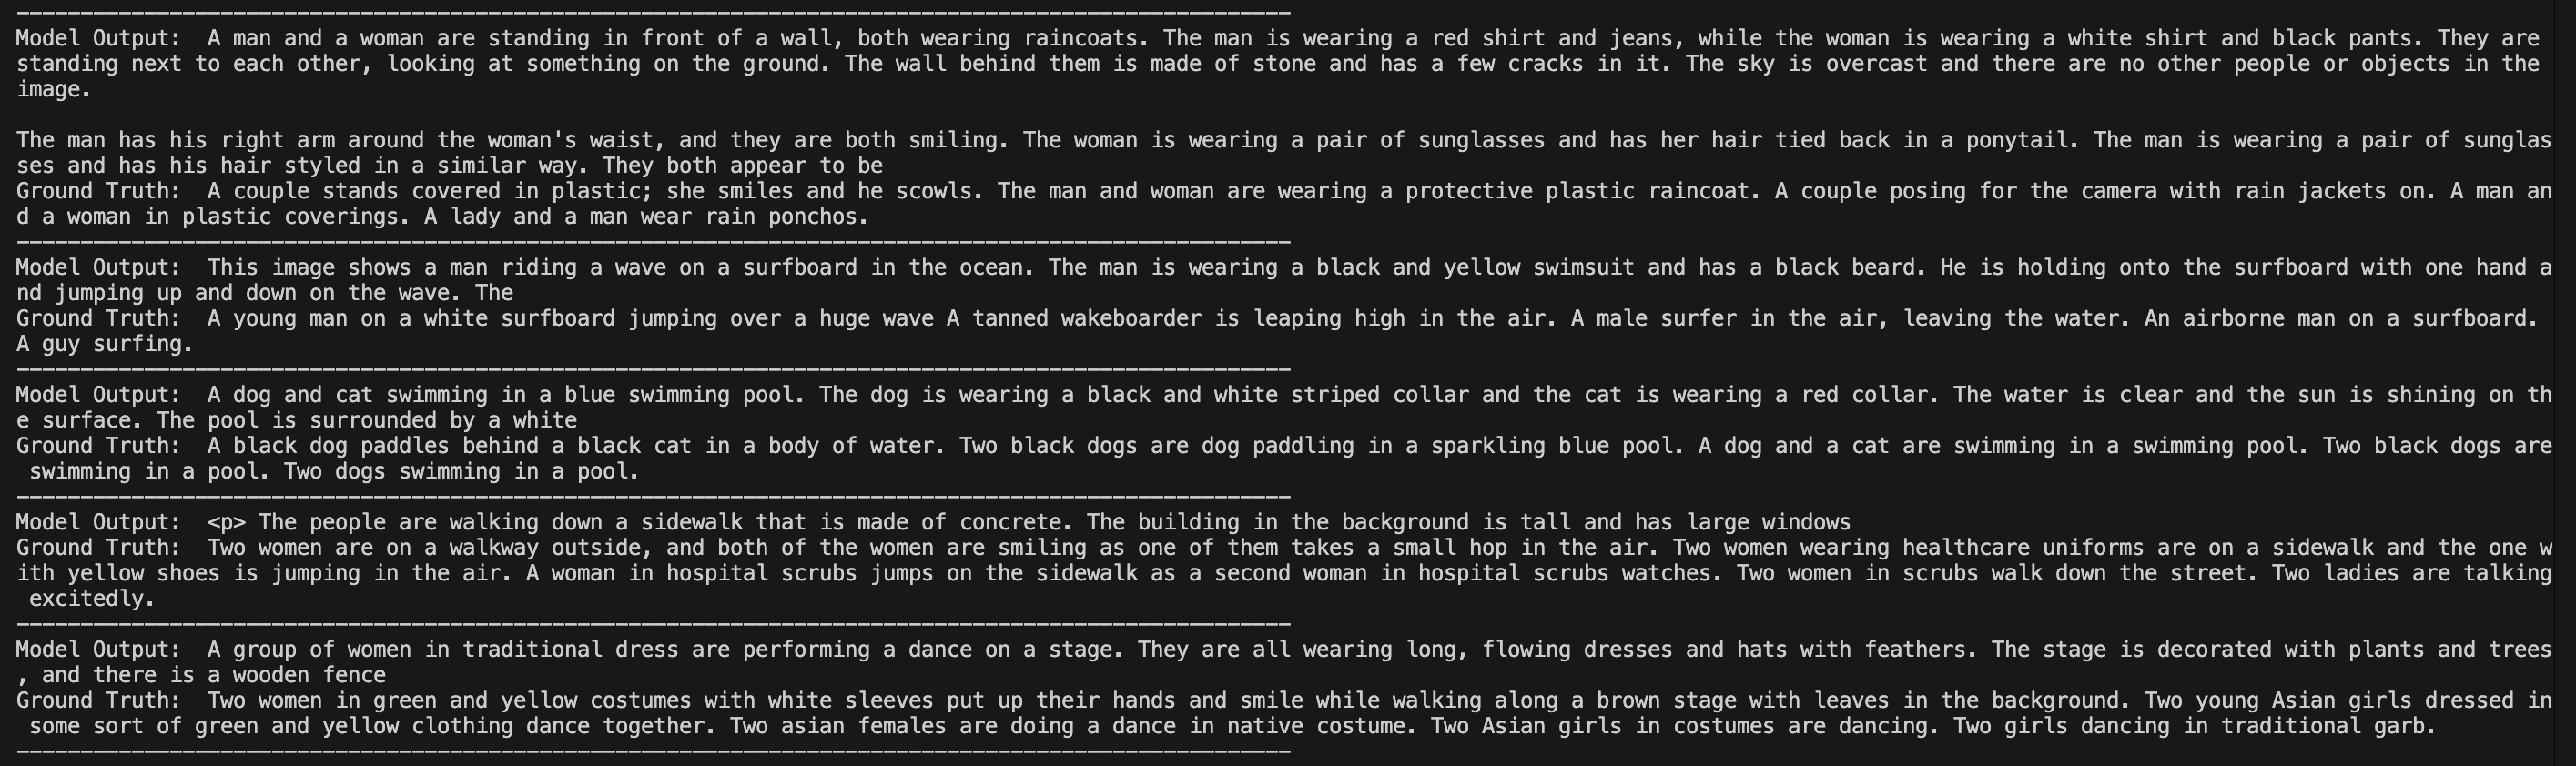 ----------------------------------------------------------------------------------------------------
Model Output:  A man and a woman are standing in front of a wall, both wearing raincoats. The man is wearing a red shirt and jeans, while the woman is wearing a white shirt and black pants. They are
standing next to each other, looking at something on the ground. The wall behind them is made of stone and has a few cracks in it. The sky is overcast and there are no other people or objects in the
image.

The man has his right arm around the woman's waist, and they are both smiling. The woman is wearing a pair of sunglasses and has her hair tied back in a ponytail. The man is wearing a pair of sunglas
ses and has his hair styled in a similar way. They both appear to be
Ground Truth:  A couple stands covered in plastic; she smiles and he scowls. The man and woman are wearing a protective plastic raincoat. A couple posing for the camera with rain jackets on. A man an
d a woman in plastic coverings. A lady and a man wear rain ponchos.
----------------------------------------------------------------------------------------------------
Model Output:  This image shows a man riding a wave on a surfboard in the ocean. The man is wearing a black and yellow swimsuit and has a black beard. He is holding onto the surfboard with one hand a
nd jumping up and down on the wave. The
Ground Truth:  A young man on a white surfboard jumping over a huge wave A tanned wakeboarder is leaping high in the air. A male surfer in the air, leaving the water. An airborne man on a surfboard.
A guy surfing.
----------------------------------------------------------------------------------------------------
Model Output:  A dog and cat swimming in a blue swimming pool. The dog is wearing a black and white striped collar and the cat is wearing a red collar. The water is clear and the sun is shining on th
e surface. The pool is surrounded by a white
Ground Truth:  A black dog paddles behind a black cat in a body of water. Two black dogs are dog paddling in a sparkling blue pool. A dog and a cat are swimming in a swimming pool. Two black dogs are
 swimming in a pool. Two dogs swimming in a pool.
----------------------------------------------------------------------------------------------------
Model Output:  <p> The people are walking down a sidewalk that is made of concrete. The building in the background is tall and has large windows
Ground Truth:  Two women are on a walkway outside, and both of the women are smiling as one of them takes a small hop in the air. Two women wearing healthcare uniforms are on a sidewalk and the one w
ith yellow shoes is jumping in the air. A woman in hospital scrubs jumps on the sidewalk as a second woman in hospital scrubs watches. Two women in scrubs walk down the street. Two ladies are talking
 excitedly.
----------------------------------------------------------------------------------------------------
Model Output:  A group of women in traditional dress are performing a dance on a stage. They are all wearing long, flowing dresses and hats with feathers. The stage is decorated with plants and trees
, and there is a wooden fence
Ground Truth:  Two women in green and yellow costumes with white sleeves put up their hands and smile while walking along a brown stage with leaves in the background. Two young Asian girls dressed in
 some sort of green and yellow clothing dance together. Two asian females are doing a dance in native costume. Two Asian girls in costumes are dancing. Two girls dancing in traditional garb.
----------------------------------------------------------------------------------------------------